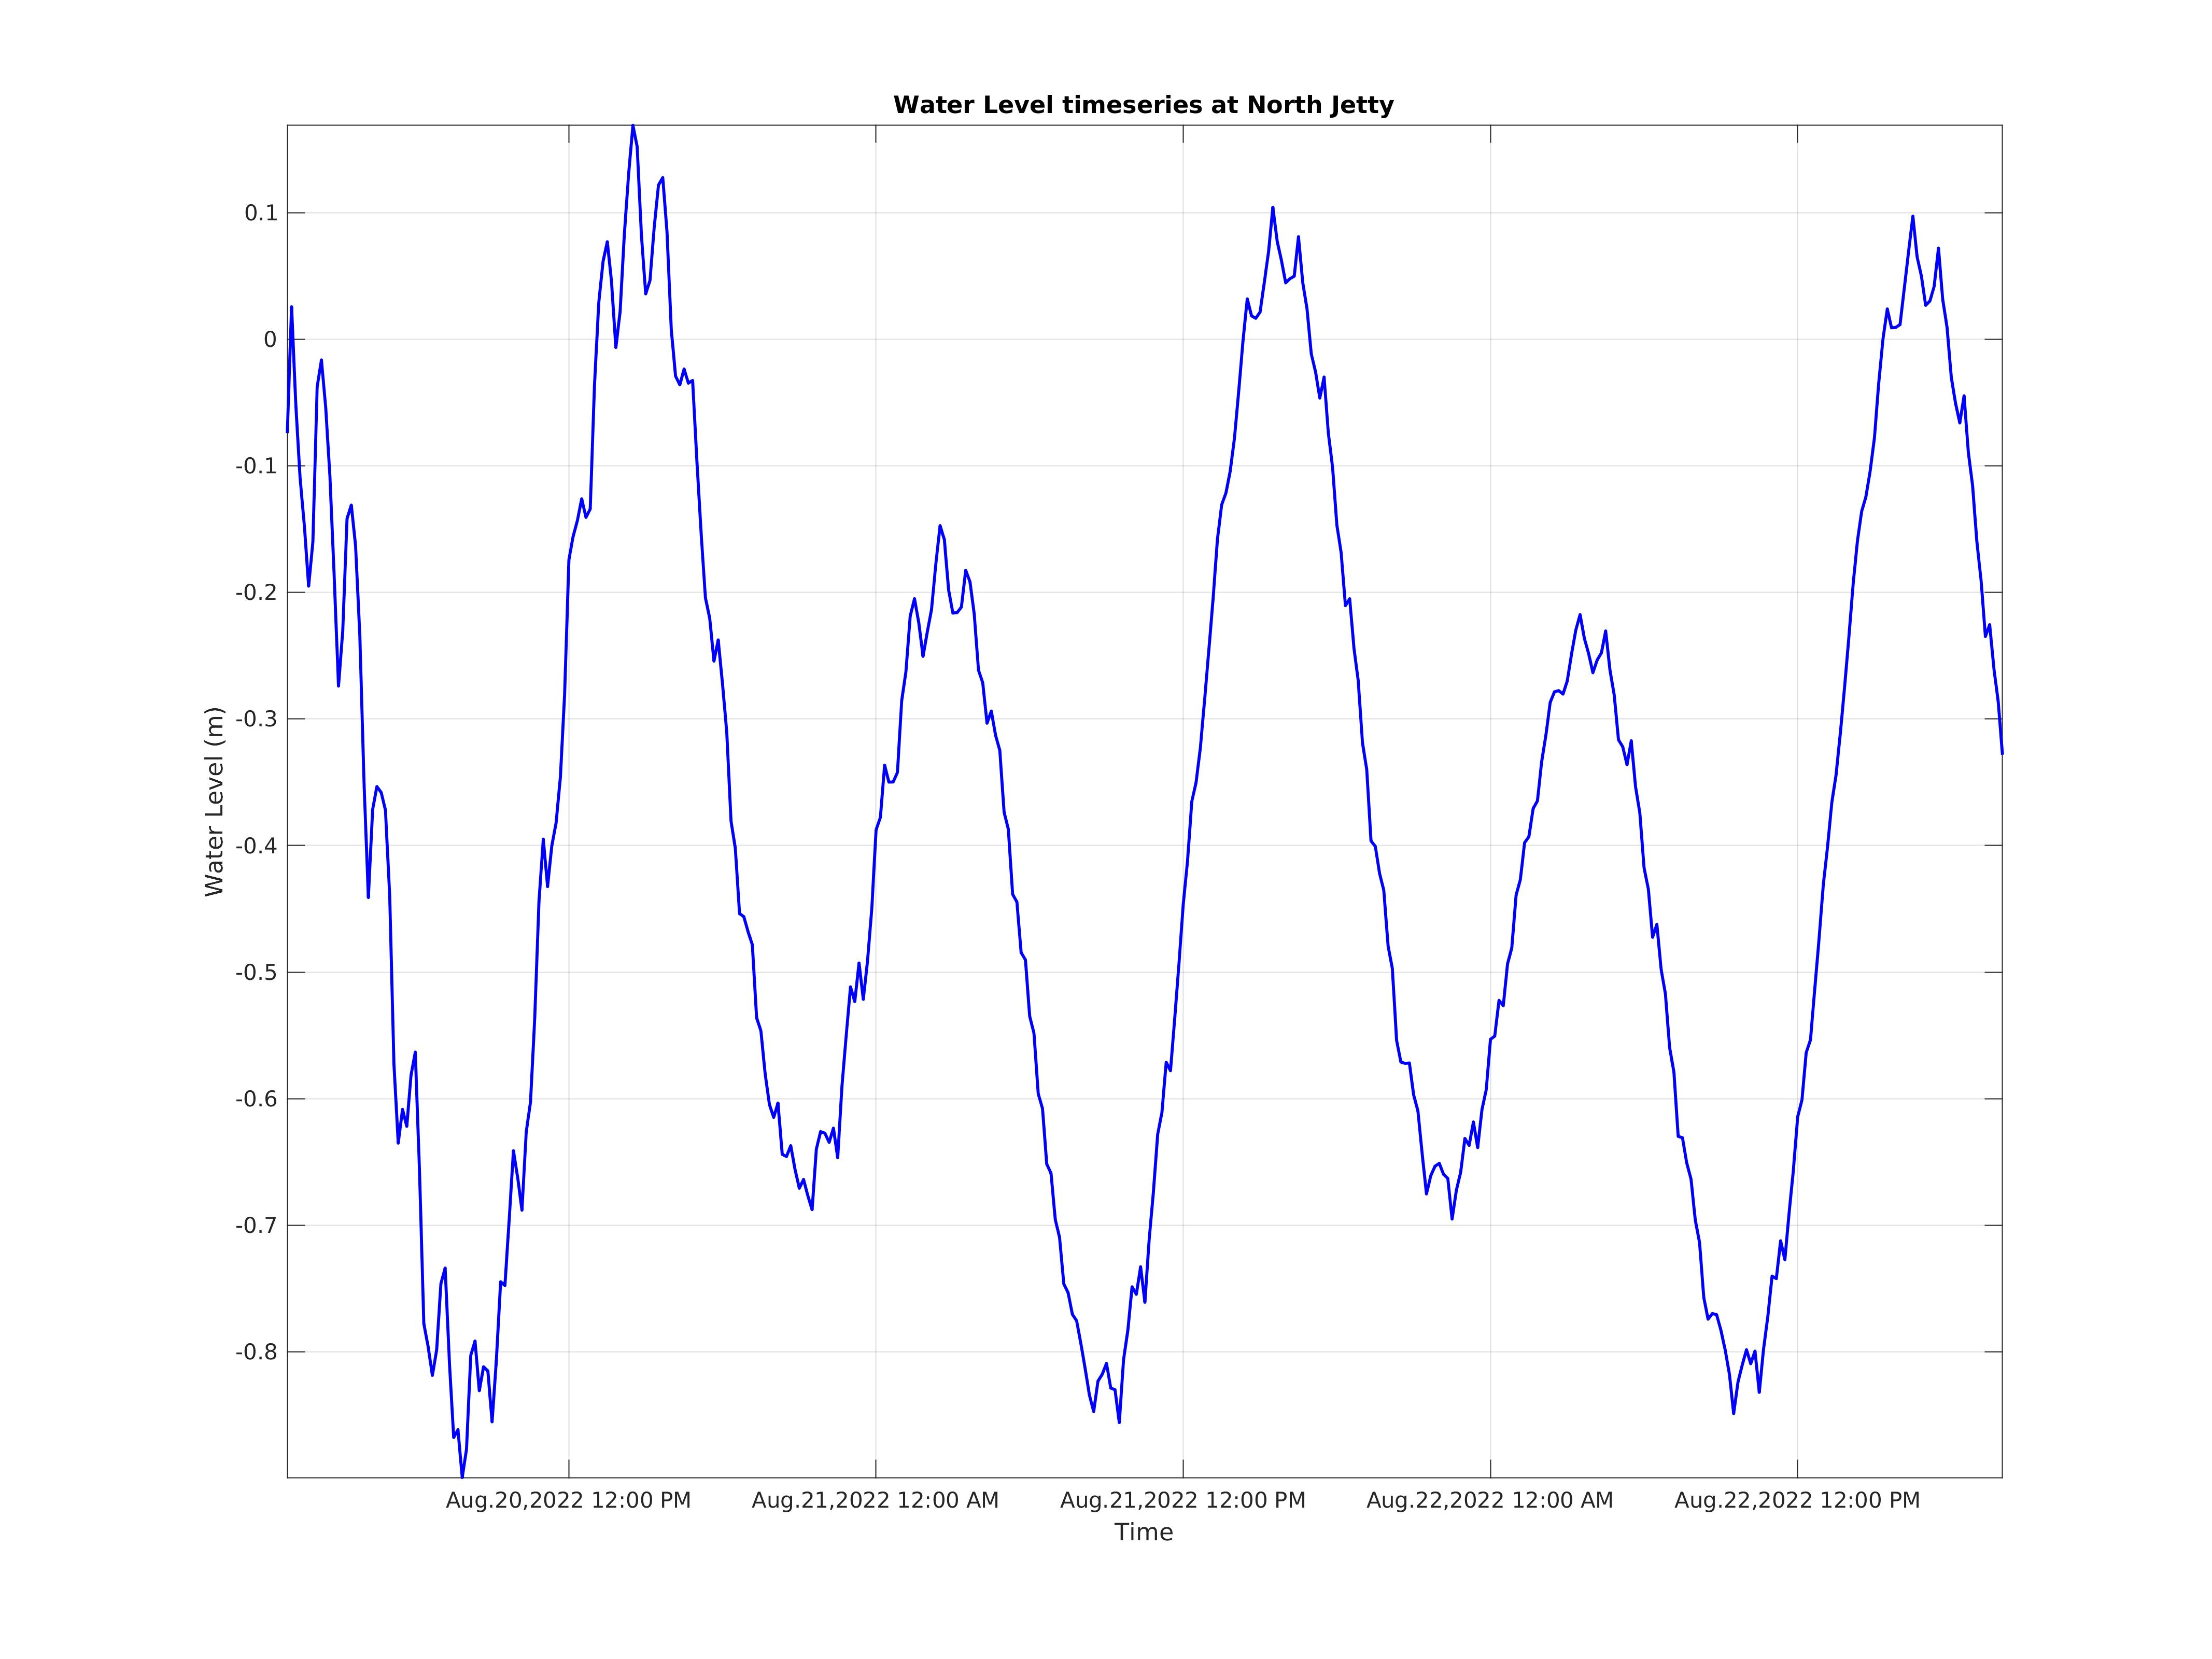 Water Level timeseries at North Jetty
0.1
0
-0.1
-0.2
-0.3
-0.4
-0.5
-0.6
-0.7
-0.8
Water Level (m)
Aug.20,2022 12:00 PM Aug.21,2022 12:00 AM Aug.21,2022 12:00 PM Aug.22,2022 12:00 AM Aug.22,2022 12:00 PM
Time